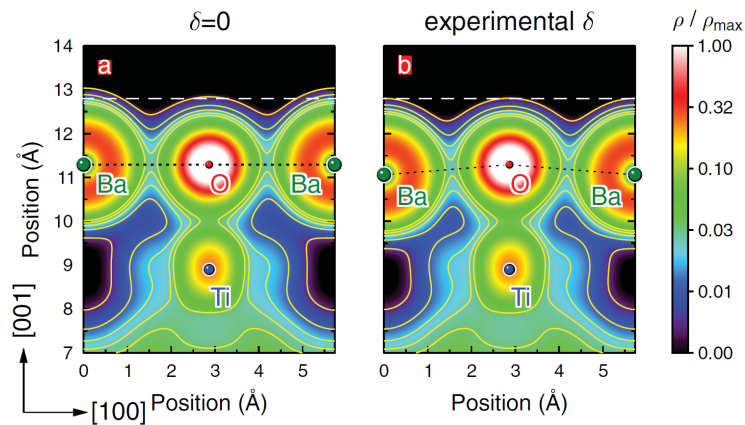 δ=0
experimental δ
ρ / ρmax
14
13
12
11
10
9
8
7
Position (Å)
a
Ba
O
Ba
Ti
0
1
2
3
4
5
Position (Å)
b
Ba
O
Ba
Ti
0
1
2
3
4
5
Position (Å)
1.00
0.32
0.10
0.03
0.01
0.00
[001]
[100]